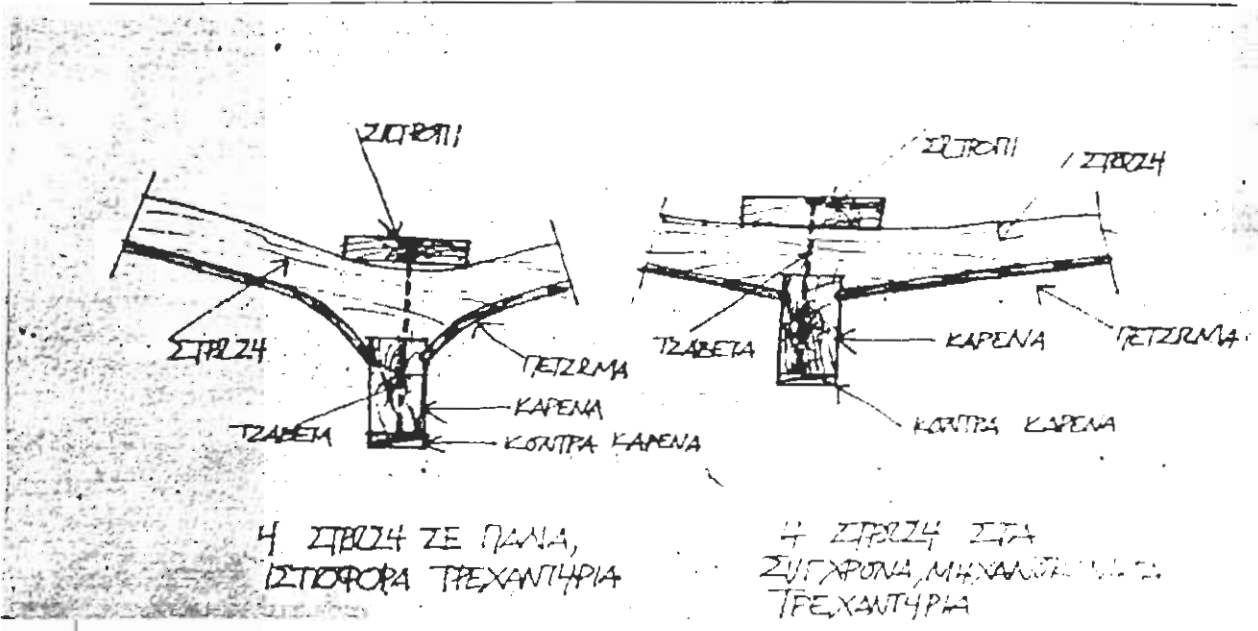 ΣΩΤΡΟΠΙ
ΣΤΡΩΣΗ
ΤΖΑΒΕΤΑ
ΠΕΤΣΩΜΑ
ΚΑΡΕΝΑ
ΚΟΝΤΡΑ ΚΑΡΕΝΑ
Η ΣΤΡΩΣΗ ΣΕ ΠΑΛΙΑ,
ΙΣΤΙΟΦΟΡΑ ΤΡΕΧΑΝΤΗΡΙΑ
ΣΩΤΡΟΠΙ
ΣΤΡΩΣΗ
ΤΖΑΒΕΤΑ
ΚΑΡΕΝΑ
ΠΕΤΣΩΜΑ
ΚΟΝΤΡΑ ΚΑΡΕΝΑ
Η ΣΤΡΩΣΗ ΣΤΑ
ΣΥΓΧΡΟΝΑ,
ΤΡΕΧΑΝΤΗΡΙΑ